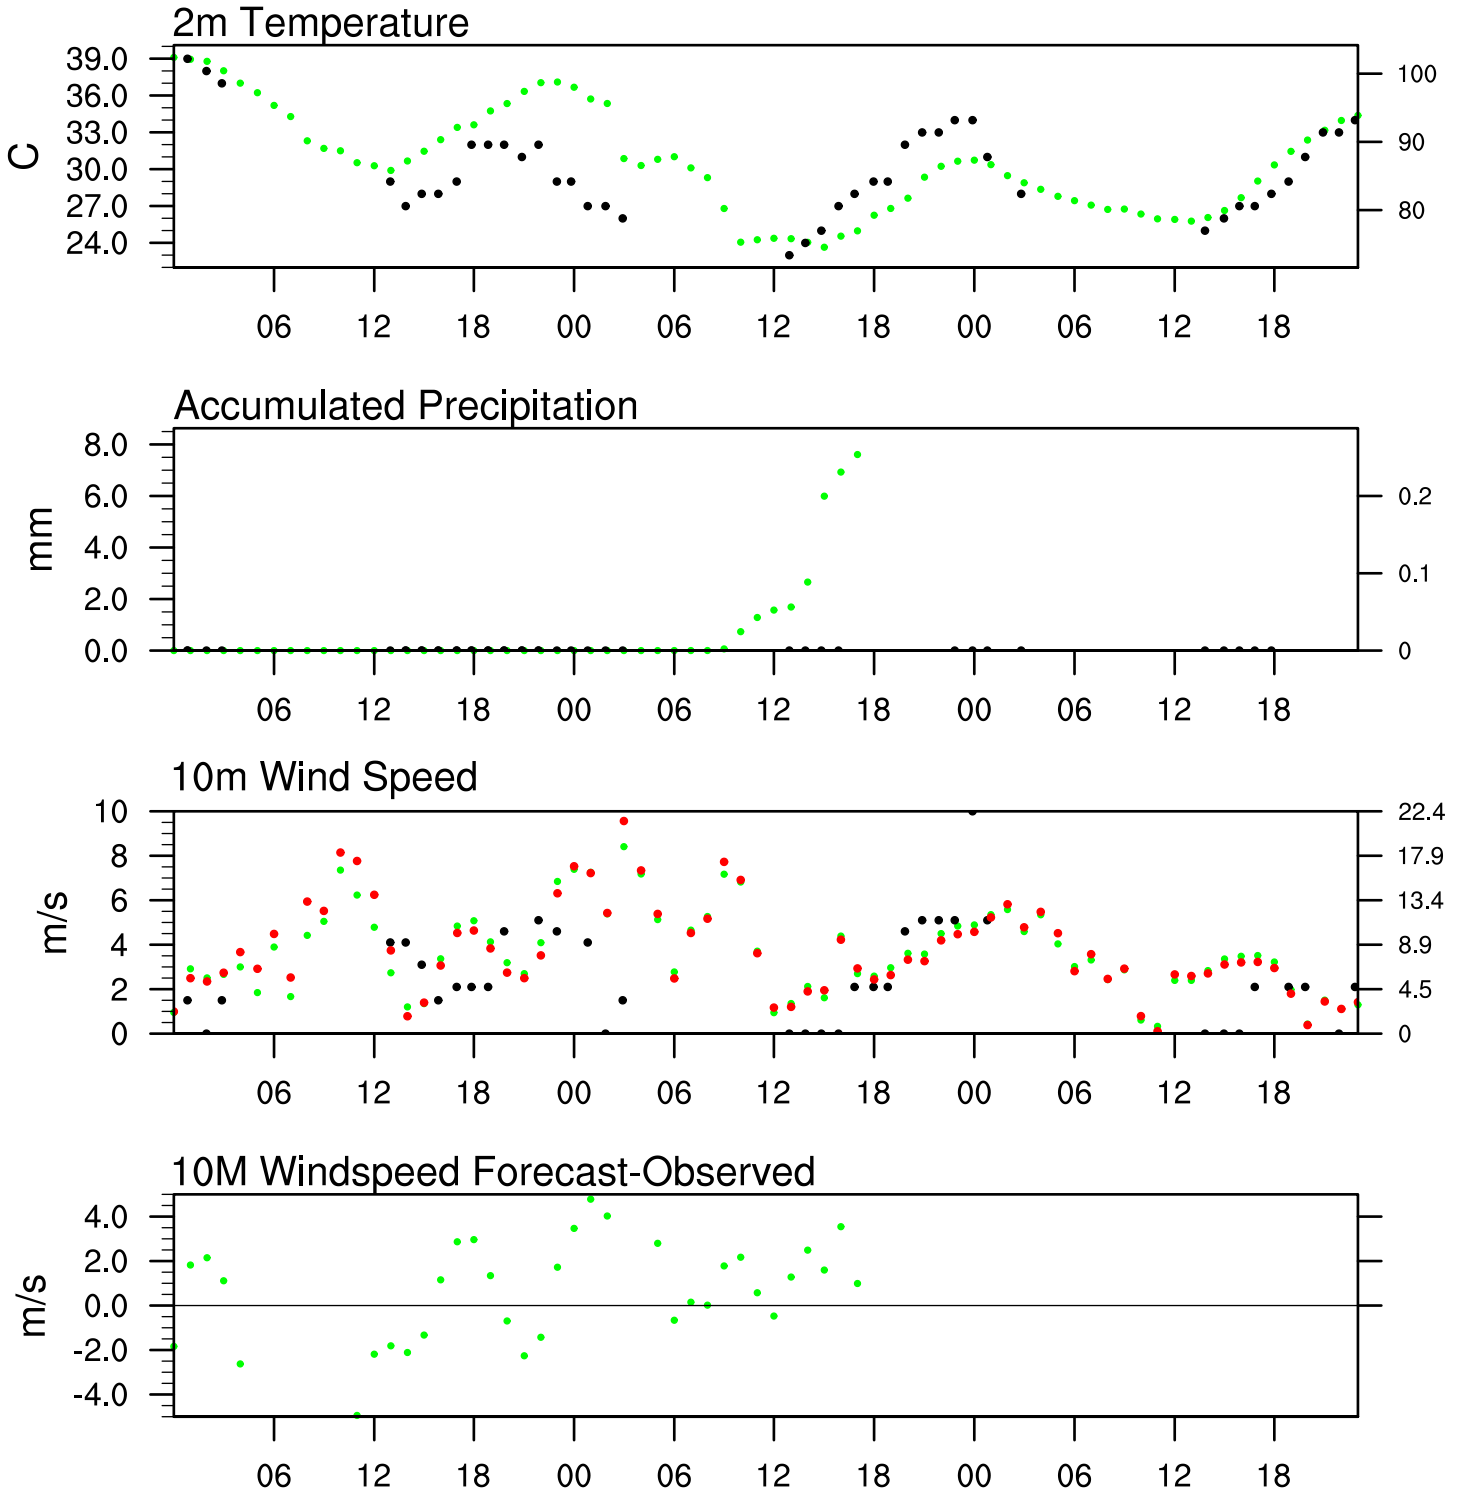 2m Temperature
39.0
36.0
33.0
30.0
27.0
24.0
C
100
90
80
06 12 18 00 06 12 18 00 06 12 18
Accumulated Precipitation
8.0
6.0
4.0
2.0
0.0
mm
0.2
0.1
0
06 12 18 00 06 12 18 00 06 12 18
10m Wind Speed
10
8
6
4
2
0
m/s
22.4
17.9
13.4
8.9
4.5
0
06 12 18 00 06 12 18 00 06 12 18
10M Windspeed Forecast-Observed
4.0
2.0
0.0
-2.0
-4.0
m/s
06 12 18 00 06 12 18 00 06 12 18